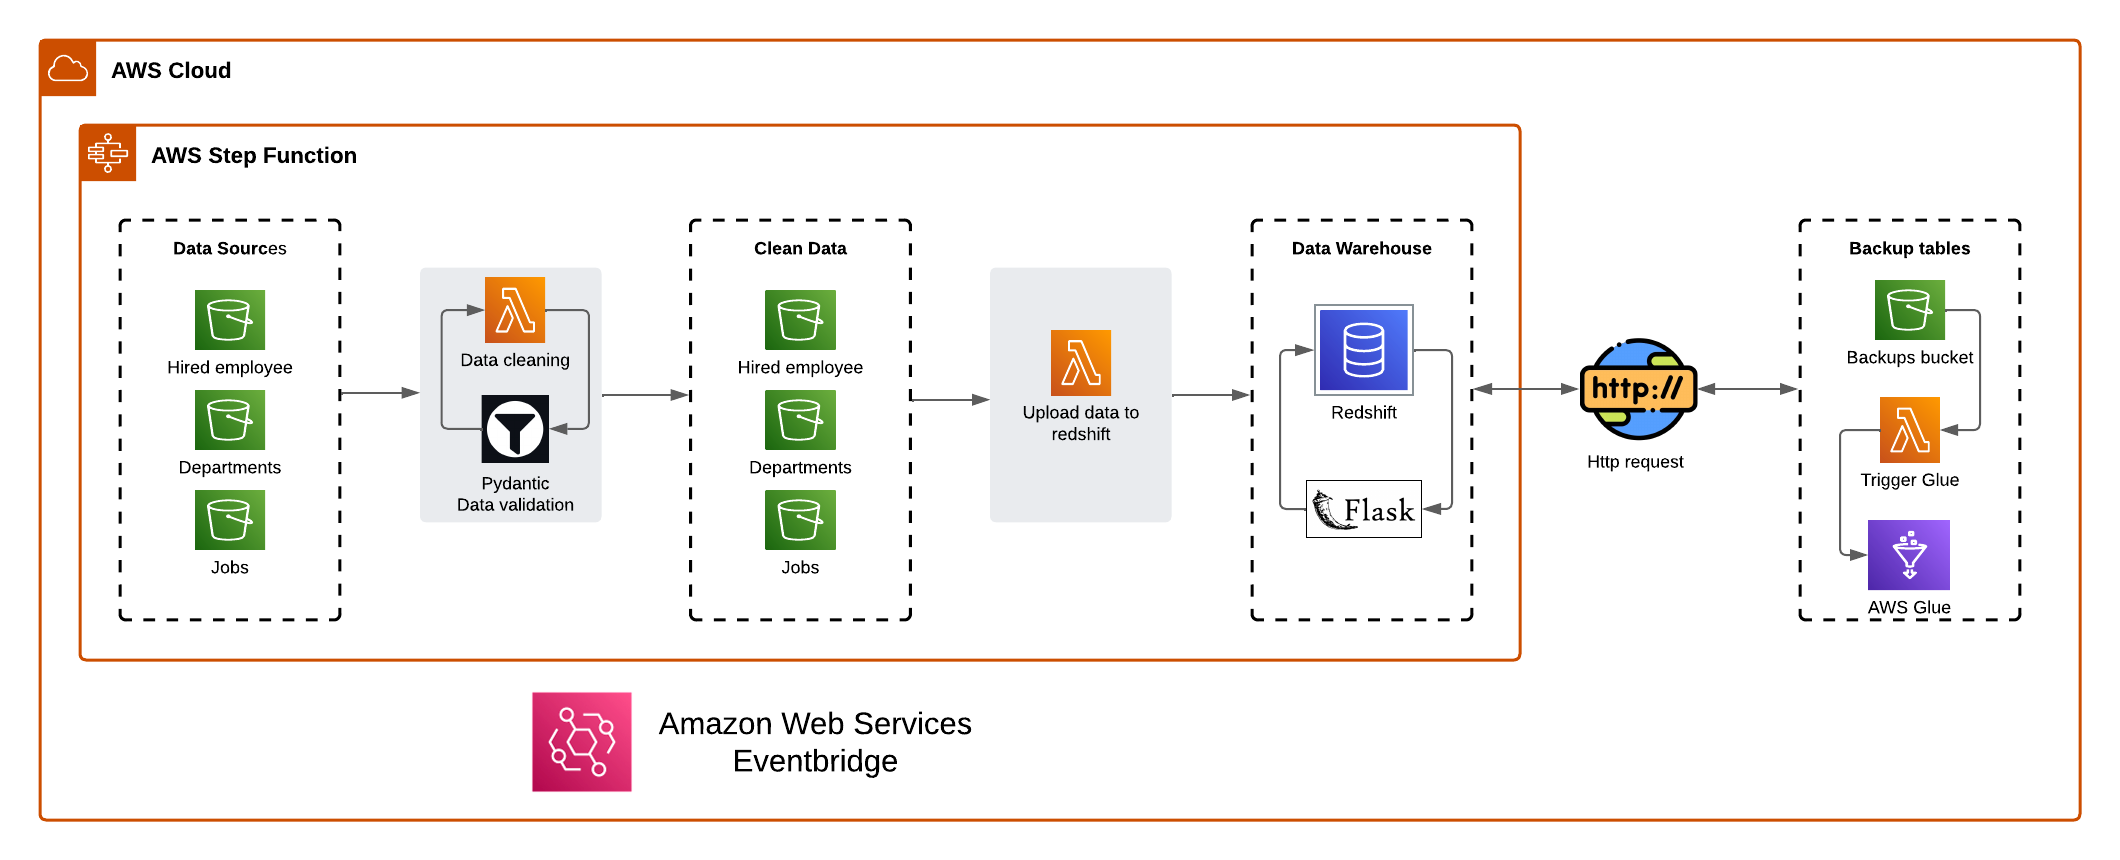 AWS Cloud
AWS Step Function
Data Sources
Hired employee
Departments
Jobs
Data cleaning
Pydantic
Data validation
Clean Data
Hired employee
Departments
Jobs
Upload data to
redshift
Data Warehouse
Redshift
Flask
http://
Http request
Backup tables
Backups bucket
Trigger Glue
AWS Glue
Amazon Web Services
Eventbridge